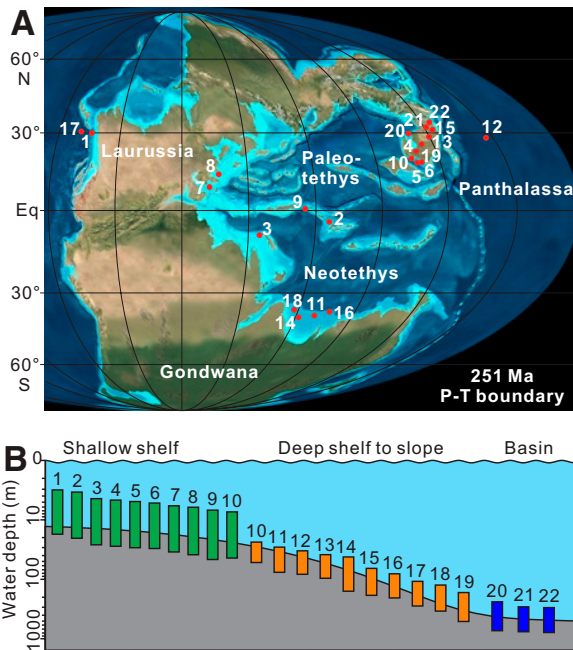 A
60°
N
22
21
15
12
17
1
30°
20
Laurussia
4
13
Paleo-
tethys
8
10
19
5
6
7
Panthalassa
Eq
9
2
3
Neotethys
30°
18
11
16
14
Gondwana
60°
S
251 Ma
P-T boundary
B
Shallow shelf
Deep shelf to slope
Basin
0
1 2 3 4 5 6 7 8 9 10
10 11 12 13 14 15 16 17 18 19
20 21 22
Water depth (m)
10
100
1000